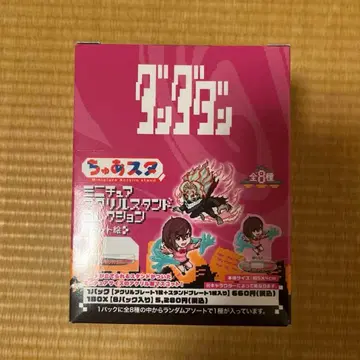 ダンダダン
ちゅあスタ
Miniature Acrylic stand
全8種
ミニチュア
アクリルスタンド
コレクション
1パック【アクリルプレート1枚+スタンドプレート1枚入り】660円(税込)
1BOX(8パック入り) 5,280円(税込)
1パックに全8種の中からランダムアソートで1種が入っています。